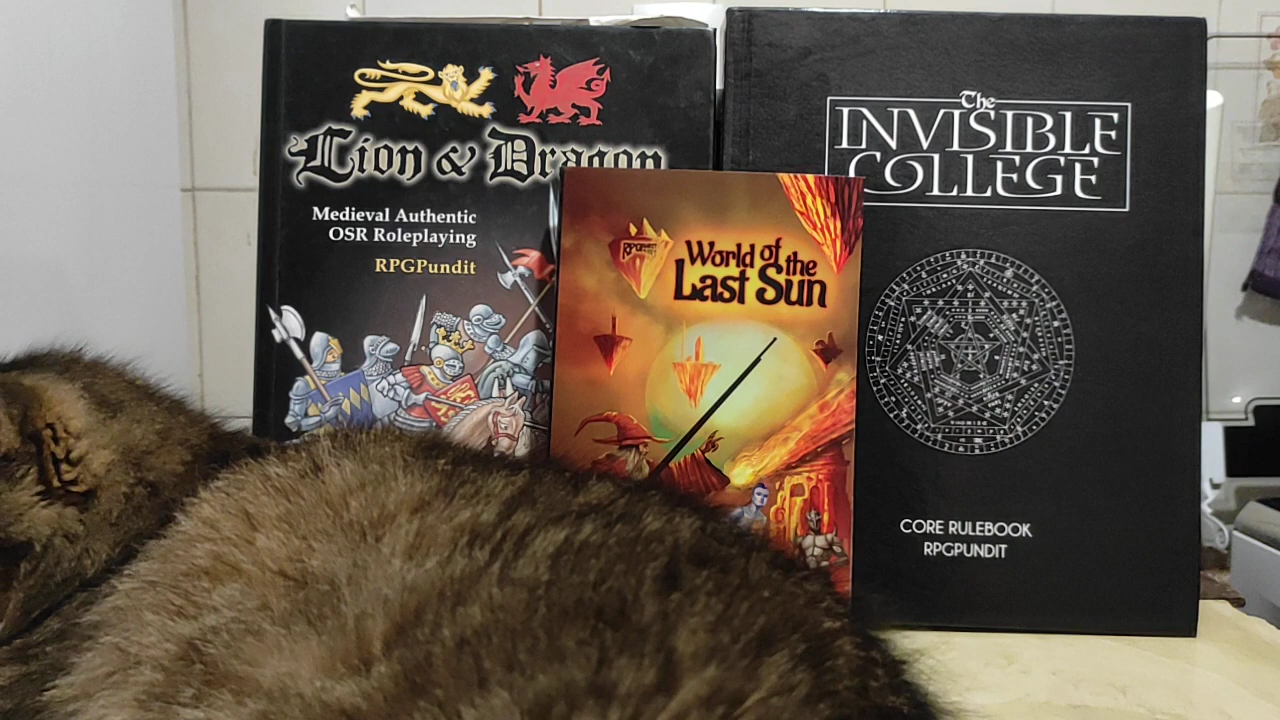 Lion & Dragon
Medieval Authentic
OSR Roleplaying
RPGPundit
World of the
Last Sun
The
INVISIBLE
COLLEGE
CORE RULEBOOK
RPGPUNDIT